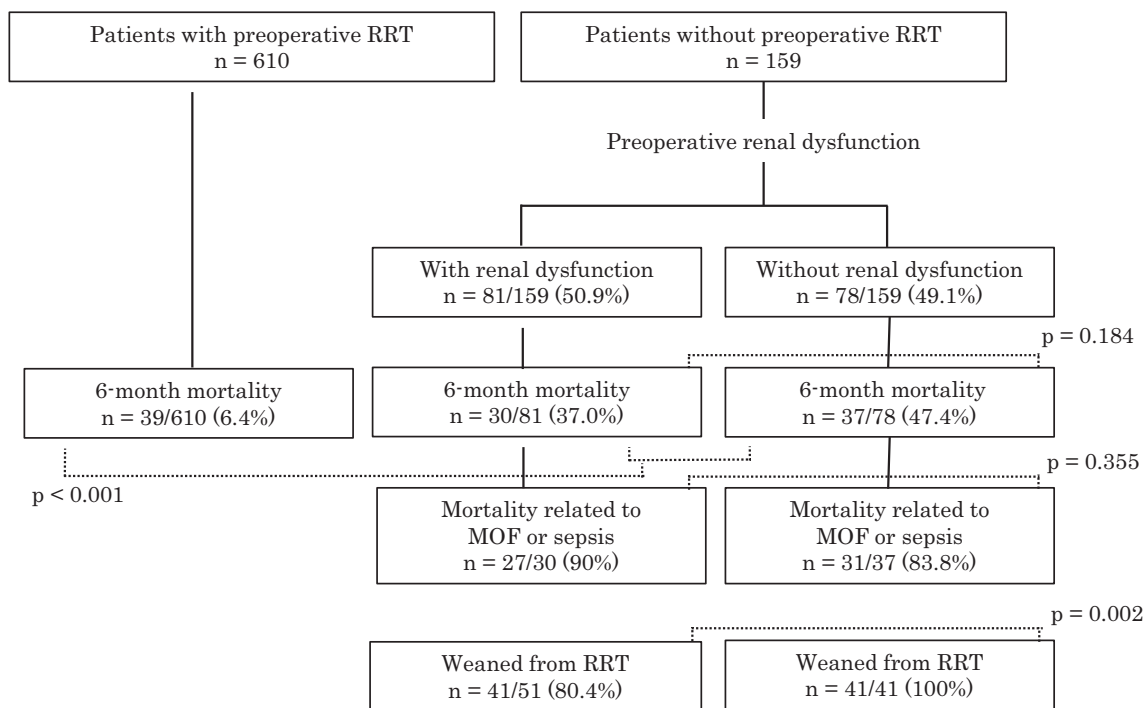 Patients with preoperative RRT
n = 610
Patients without preoperative RRT
n = 159
Preoperative renal dysfunction
With renal dysfunction
n = 81/159 (50.9%)
Without renal dysfunction
n = 78/159 (49.1%)
p = 0.184
6-month mortality
n = 39/610 (6.4%)
6-month mortality
n = 30/81 (37.0%)
6-month mortality
n = 37/78 (47.4%)
p < 0.001
p = 0.355
Mortality related to
MOF or sepsis
n = 27/30 (90%)
Mortality related to
MOF or sepsis
n = 31/37 (83.8%)
p = 0.002
Weaned from RRT
n = 41/51 (80.4%)
Weaned from RRT
n = 41/41 (100%)